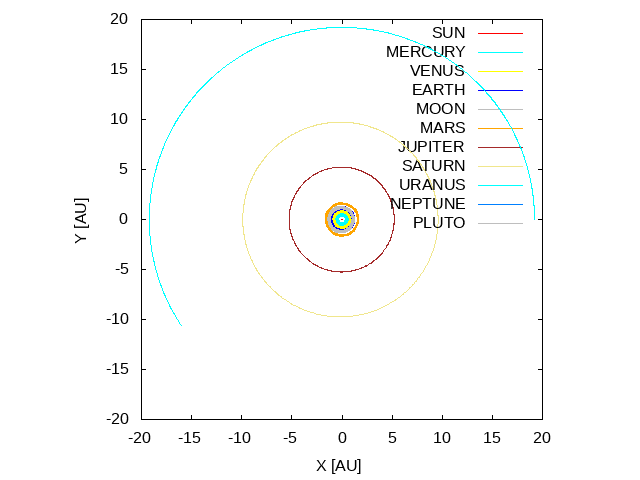 20
15
10
5
0
-5
-10
-15
-20
Y [AU]
SUN
MERCURY
VENUS
EARTH
MOON
MARS
JUPITER
SATURN
URANUS
NEPTUNE
PLUTO
-20 -15 -10 -5 0 5 10 15 20
X [AU]